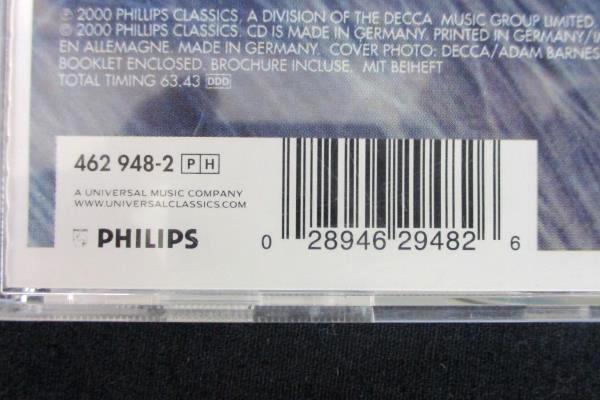 ℗ 2000 PHILLIPS CLASSICS, A DIVISION OF THE DECCA MUSIC GROUP LIMITED.
© 2000 PHILLIPS CLASSICS. CD IS MADE IN GERMANY. PRINTED IN GERMANY/IM
EN ALLEMAGNE. MADE IN GERMANY. COVER PHOTO: DECCA/ADAM BARNES
BOOKLET ENCLOSED. BROCHURE INCLUSE. MIT BEIHEFT
TOTAL TIMING 63.43 DDD
462 948-2 PH
A UNIVERSAL MUSIC COMPANY
WWW.UNIVERSALCLASSICS.COM
PHILIPS
0 28946 29482 6